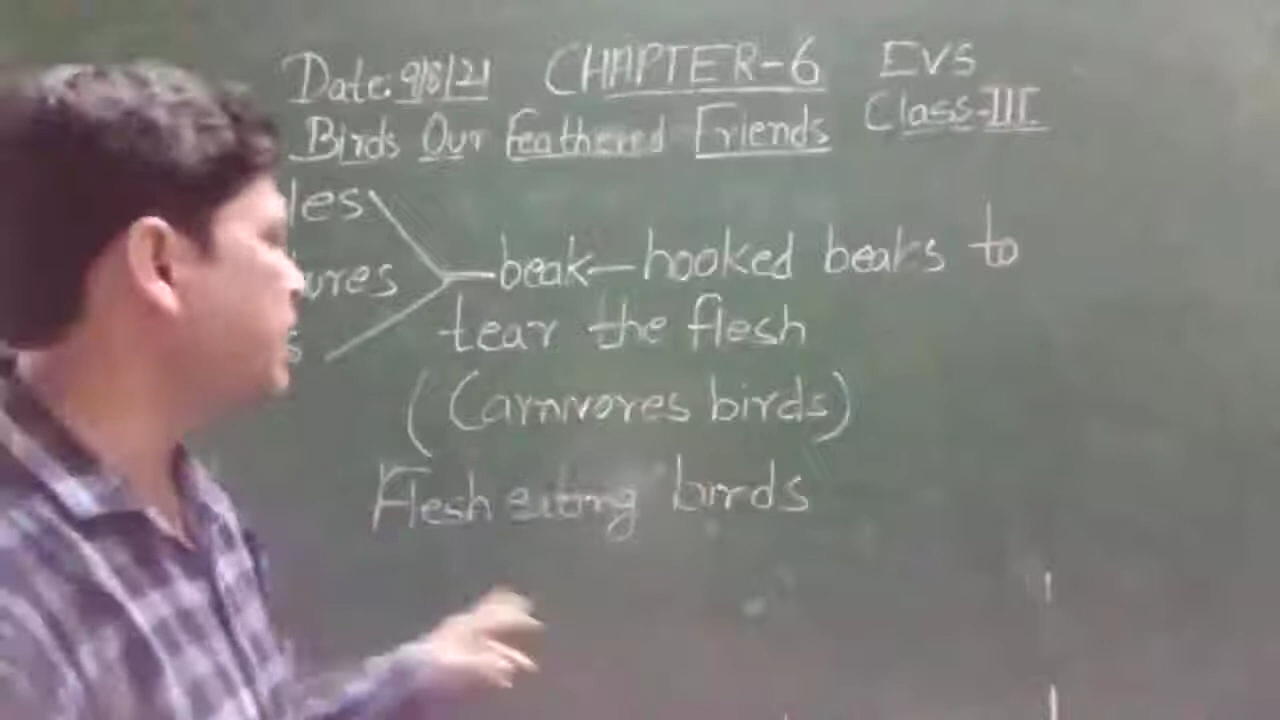 Date: 9/8/21 CHAPTER-6 EVS
Birds Our Feathered Friends Class-III
les
ures beak-hooked beaks to
s tear the flesh
(Carnivores birds)
Flesh eating birds